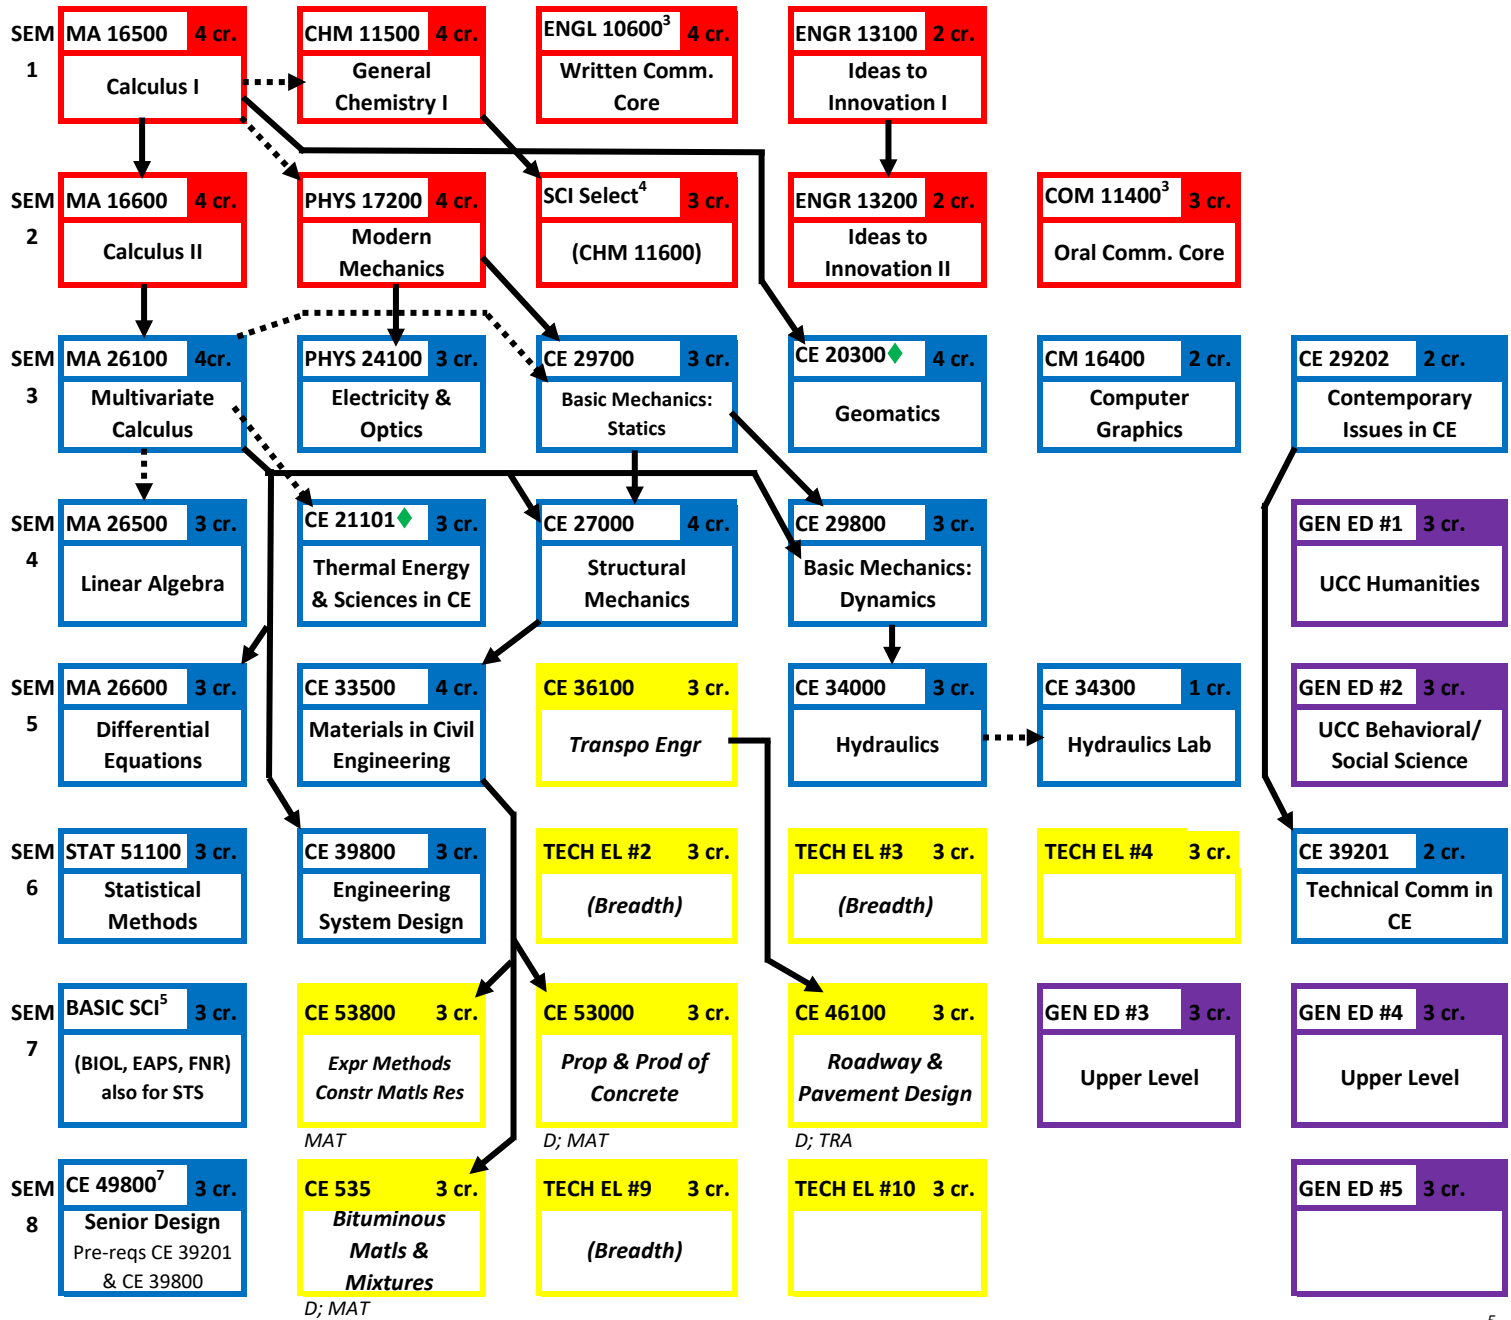 SEM MA 16500 4 cr. CHM 11500 4 cr. ENGL 10600³ 4 cr. ENGR 13100 2 cr.
1 Calculus I General Written Comm. Ideas to
Chemistry I Core Innovation I
SEM MA 16600 4 cr. PHYS 17200 4 cr. SCI Select⁴ 3 cr. ENGR 13200 2 cr. COM 11400³ 3 cr.
2 Calculus II Modern (CHM 11600) Ideas to Oral Comm. Core
Mechanics Innovation II
SEM MA 26100 4cr. PHYS 24100 3 cr. CE 29700 3 cr. CE 20300♦ 4 cr. CM 16400 2 cr. CE 29202 2 cr.
3 Multivariate Electricity & Basic Mechanics: Geomatics Computer Contemporary
Calculus Optics Statics Graphics Issues in CE
SEM MA 26500 3 cr. CE 21101♦ 3 cr. CE 27000 4 cr. CE 29800 3 cr. GEN ED #1 3 cr.
4 Linear Algebra Thermal Energy Structural Basic Mechanics: UCC Humanities
& Sciences in CE Mechanics Dynamics
SEM MA 26600 3 cr. CE 33500 4 cr. CE 36100 3 cr. CE 34000 3 cr. CE 34300 1 cr. GEN ED #2 3 cr.
5 Differential Materials in Civil Transpo Engr Hydraulics Hydraulics Lab UCC Behavioral/
Equations Engineering Social Science
SEM STAT 51100 3 cr. CE 39800 3 cr. TECH EL #2 3 cr. TECH EL #3 3 cr. TECH EL #4 3 cr. CE 39201 2 cr.
6 Statistical Engineering (Breadth) (Breadth) Technical Comm in
Methods System Design CE
SEM BASIC SCI⁵ 3 cr. CE 53800 3 cr. CE 53000 3 cr. CE 46100 3 cr. GEN ED #3 3 cr. GEN ED #4 3 cr.
7 (BIOL, EAPS, FNR) Expr Methods Prop & Prod of Roadway & Upper Level Upper Level
also for STS Constr Matls Res Concrete Pavement Design
MAT D; MAT D; TRA
SEM CE 49800⁷ 3 cr. CE 535 3 cr. TECH EL #9 3 cr. TECH EL #10 3 cr. GEN ED #5 3 cr.
8 Senior Design Bituminous
Pre-reqs CE 39201 Matls & (Breadth)
& CE 39800 Mixtures
D; MAT
5